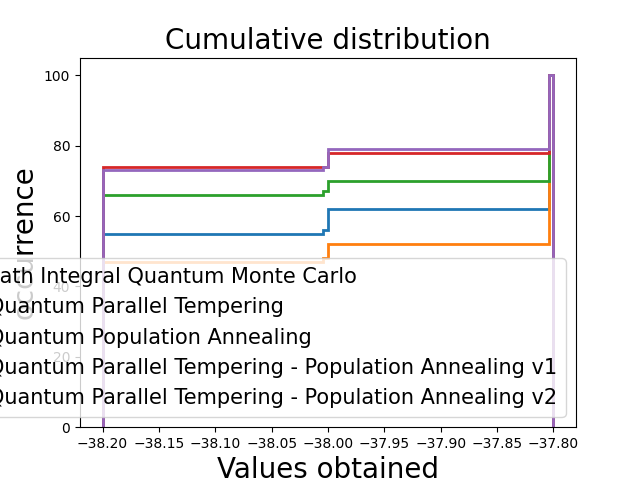 Cumulative distribution
100
80
60
40
20
0
occurrence
ath Integral Quantum Monte Carlo
Quantum Parallel Tempering
Quantum Population Annealing
Quantum Parallel Tempering - Population Annealing v1
Quantum Parallel Tempering - Population Annealing v2
−38.20 −38.15 −38.10 −38.05 −38.00 −37.95 −37.90 −37.85 −37.80
Values obtained